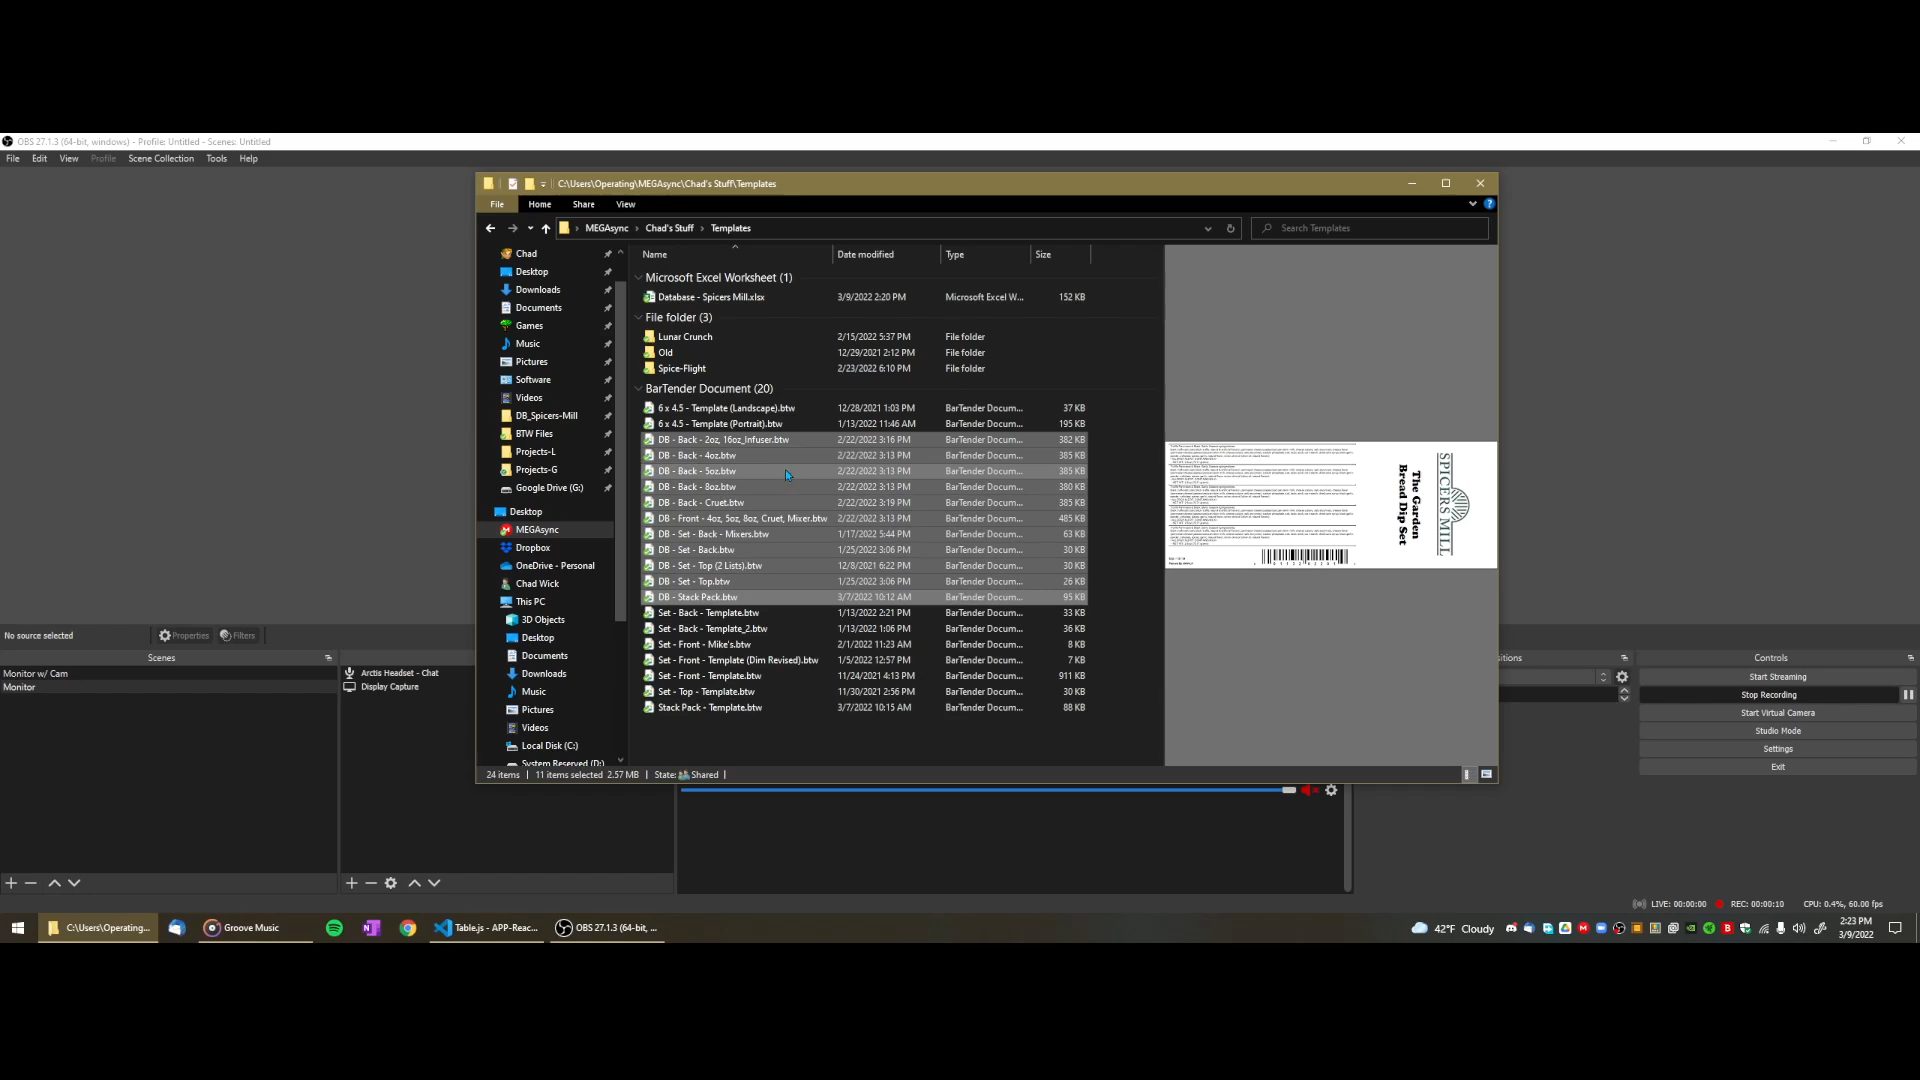 OBS 27.1.3 (64-bit, windows) - Profile: Untitled - Scenes: Untitled
File Edit View Profile Scene Collection Tools Help
C:\Users\Operating\MEGAsync\Chad's Stuff\Templates
File Home Share View
MEGAsync › Chad's Stuff › Templates
Search Templates
Chad
Desktop
Downloads
Documents
Games
Music
Pictures
Software
Videos
DB_Spicers-Mill
BTW Files
Projects-L
Projects-G
Google Drive (G:)
Desktop
MEGAsync
Dropbox
OneDrive - Personal
Chad Wick
This PC
3D Objects
Desktop
Documents
Downloads
Music
Pictures
Videos
Local Disk (C:)
System Reserved (D:)
Name Date modified Type Size
Microsoft Excel Worksheet (1)
Database - Spicers Mill.xlsx 3/9/2022 2:20 PM Microsoft Excel W... 152 KB
File folder (3)
Lunar Crunch 2/15/2022 5:37 PM File folder
Old 12/29/2021 2:12 PM File folder
Spice-Flight 2/23/2022 6:10 PM File folder
BarTender Document (20)
6 x 4.5 - Template (Landscape).btw 12/28/2021 1:03 PM BarTender Docum... 37 KB
6 x 4.5 - Template (Portrait).btw 1/13/2022 11:46 AM BarTender Docum... 195 KB
DB - Back - 2oz, 16oz_Infuser.btw 2/22/2022 3:16 PM BarTender Docum... 382 KB
DB - Back - 4oz.btw 2/22/2022 3:13 PM BarTender Docum... 385 KB
DB - Back - 5oz.btw 2/22/2022 3:13 PM BarTender Docum... 385 KB
DB - Back - 8oz.btw 2/22/2022 3:13 PM BarTender Docum... 380 KB
DB - Back - Cruet.btw 2/22/2022 3:19 PM BarTender Docum... 385 KB
DB - Front - 4oz, 5oz, 8oz, Cruet, Mixer.btw 2/22/2022 3:13 PM BarTender Docum... 485 KB
DB - Set - Back - Mixers.btw 1/17/2022 5:44 PM BarTender Docum... 63 KB
DB - Set - Back.btw 1/25/2022 3:06 PM BarTender Docum... 30 KB
DB - Set - Top (2 Lists).btw 12/8/2021 6:22 PM BarTender Docum... 30 KB
DB - Set - Top.btw 1/25/2022 3:06 PM BarTender Docum... 26 KB
DB - Stack Pack.btw 3/7/2022 10:12 AM BarTender Docum... 95 KB
Set - Back - Template.btw 1/13/2022 2:21 PM BarTender Docum... 33 KB
Set - Back - Template_2.btw 1/13/2022 1:06 PM BarTender Docum... 36 KB
Set - Front - Mike's.btw 2/1/2022 11:23 AM BarTender Docum... 8 KB
Set - Front - Template (Dim Revised).btw 1/5/2022 12:57 PM BarTender Docum... 7 KB
Set - Front - Template.btw 11/24/2021 4:13 PM BarTender Docum... 911 KB
Set - Top - Template.btw 11/30/2021 2:56 PM BarTender Docum... 30 KB
Stack Pack - Template.btw 3/7/2022 10:15 AM BarTender Docum... 88 KB
The Garden
Bread Dip Set
SPICERS MILL
24 items 11 items selected 2.57 MB State: Shared
No source selected Properties Filters
Scenes
Monitor w/ Cam
Monitor
Arctis Headset - Chat
Display Capture
sitions
Controls
Start Streaming
Stop Recording
Start Virtual Camera
Studio Mode
Settings
Exit
LIVE: 00:00:00 REC: 00:00:10 CPU: 0.4%, 60.00 fps
C:\Users\Operating... Groove Music Table.js - APP-Reac... OBS 27.1.3 (64-bit, ...
42°F Cloudy
2:23 PM
3/9/2022